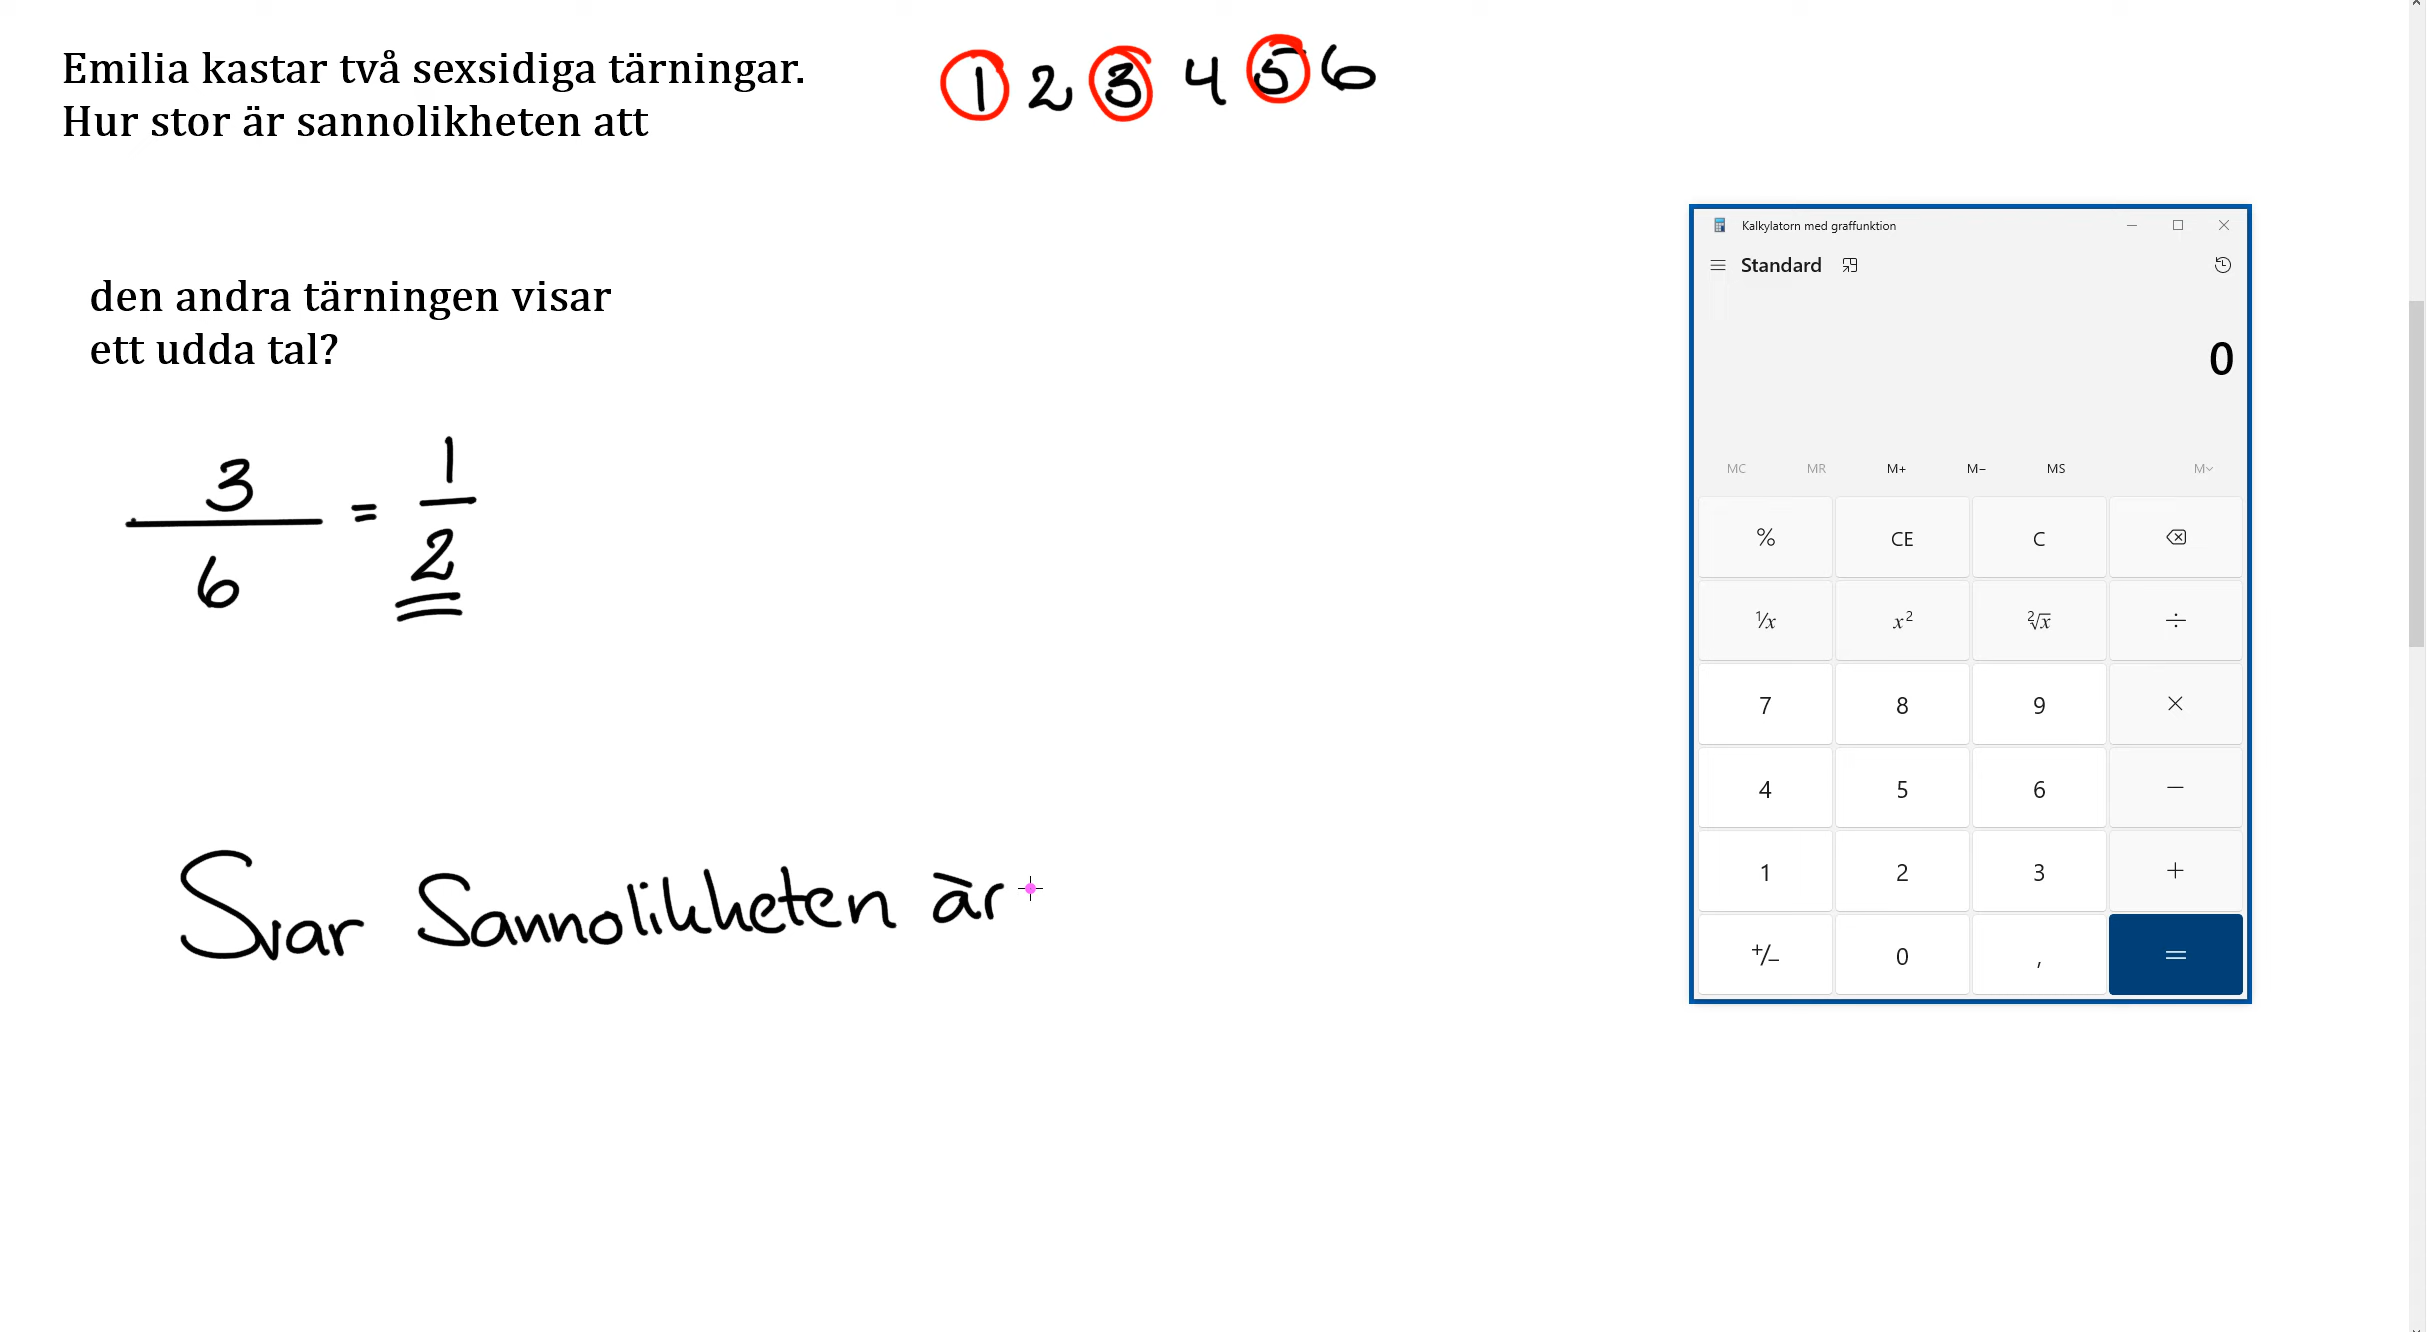 Emilia kastar två sexsidiga tärningar.
Hur stor är sannolikheten att
1 2 3 4 5 6
den andra tärningen visar
ett udda tal?
3/6 = 1/2
Svar Sannolikheten är
Kalkylatorn med graffunktion
Standard
0
MC MR M+ M− MS M˅
% CE C
¹/x x² ²√x ÷
7 8 9 ×
4 5 6 −
1 2 3 +
+/− 0 , =